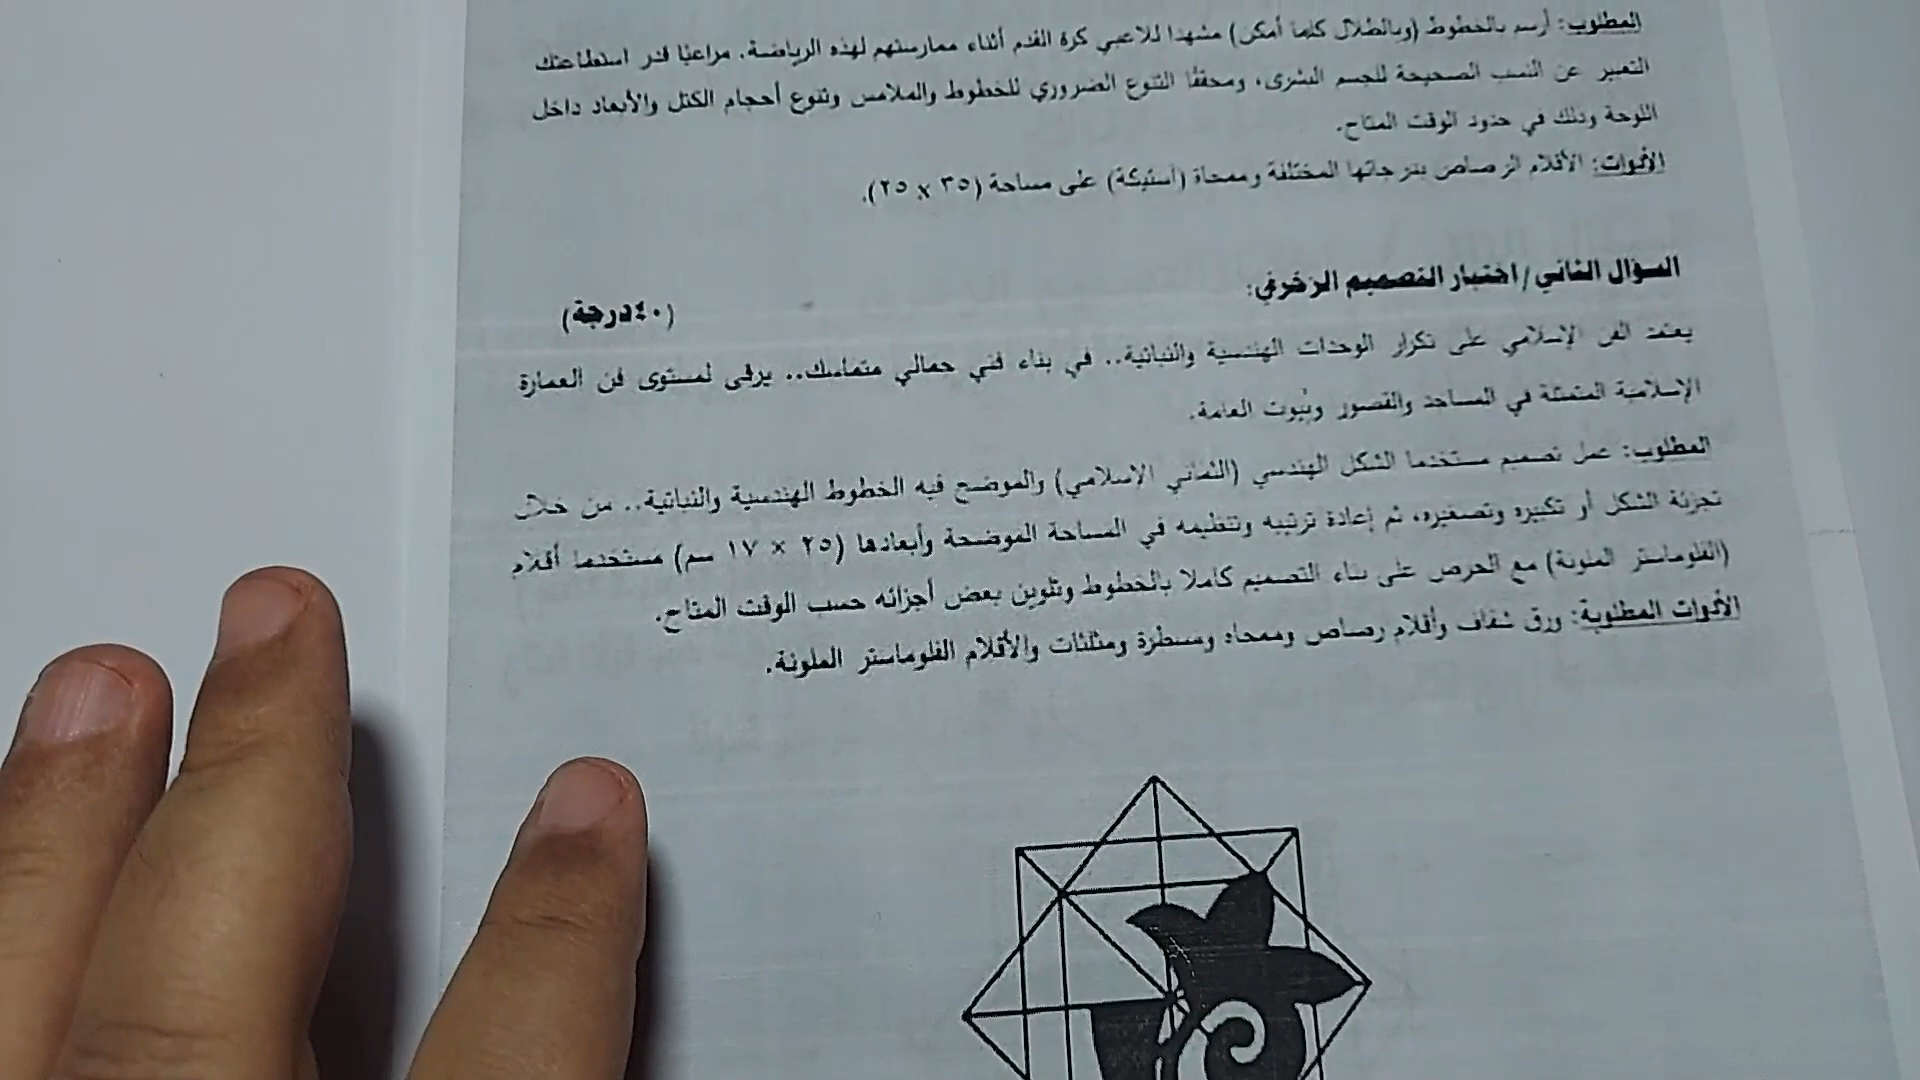 المطلوب: أرسم بالخطوط (وبالظلال كلما أمكن) مشهدا للاعبي كرة القدم أثناء ممارستهم لهذه الرياضة، مراعيا قدر استطاعتك
التعبير عن النسب الصحيحة للجسم البشرى، ومحققا التنوع الضروري للخطوط والملامس وتنوع أحجام الكتل والأبعاد داخل
اللوحة وذلك في حدود الوقت المتاح.
الأدوات: الأقلام الرصاص بدرجاتها المختلفة وممحاة (أستيكة) على مساحة (٣٥ x ٢٥).
السؤال الثاني/ اختبار التصميم الزخرفي:
(٤٠درجة)
يعتمد الفن الإسلامي على تكرار الوحدات الهندسية والنباتية.. في بناء فني جمالي متماسك.. يرقى لمستوى فن العمارة
الإسلامية المتمثلة في المساجد والقصور وبيوت العامة.
المطلوب: عمل تصميم مستخدما الشكل الهندسي (الثماني الاسلامي) والموضح فيه الخطوط الهندسية والنباتية.. من خلال
تجزئة الشكل أو تكبيره وتصغيره، ثم إعادة ترتيبه وتنظيمه في المساحة الموضحة وأبعادها (٢٥ × ١٧ سم) مستخدما أقلام
(الفلوماستر الملونة) مع الحرص على بناء التصميم كاملا بالخطوط وتلوين بعض أجزائه حسب الوقت المتاح.
الأدوات المطلوبة: ورق شفاف وأقلام رصاص وممحاه ومسطرة ومثلثات والأقلام الفلوماستر الملونة.